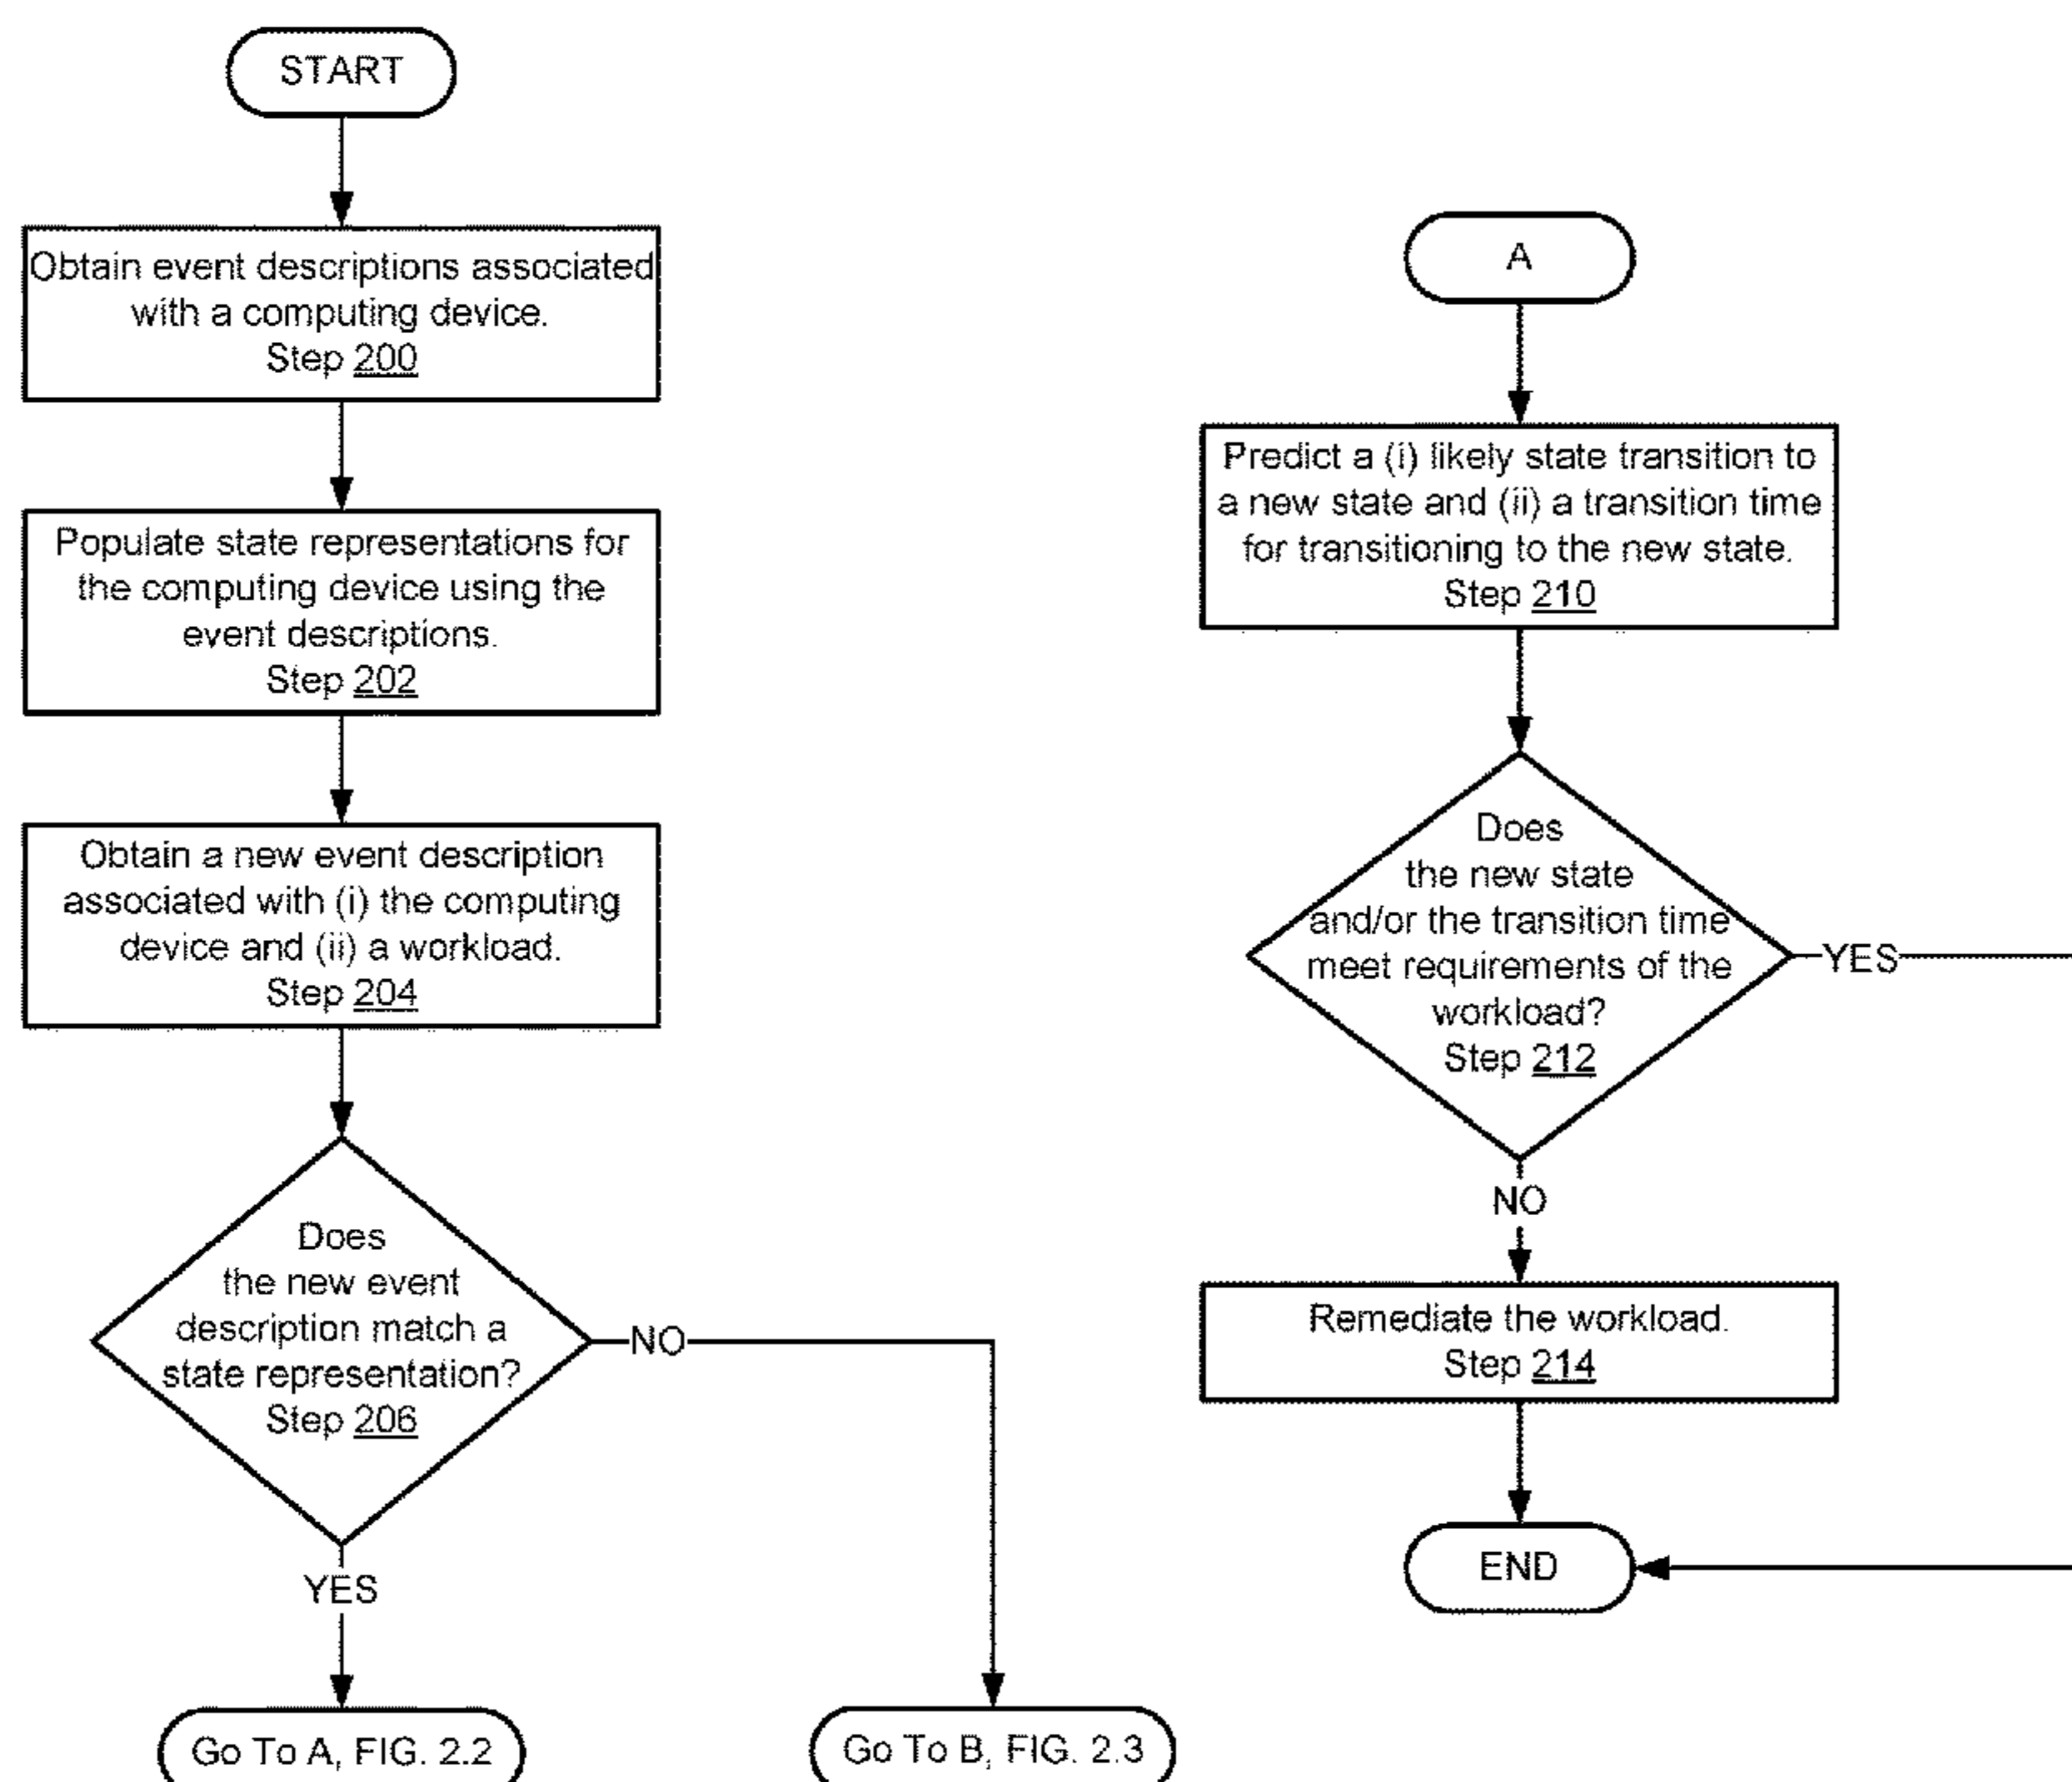 START
Obtain event descriptions associated
with a computing device.
Step 200
Populate state representations for
the computing device using the
event descriptions.
Step 202
Obtain a new event description
associated with (i) the computing
device and (ii) a workload.
Step 204
Does
the new event
description match a
state representation?
Step 206
NO
YES
Go To A, FIG. 2.2
Go To B, FIG. 2.3
A
Predict a (i) likely state transition to
a new state and (ii) a transition time
for transitioning to the new state.
Step 210
Does
the new state
and/or the transition time
meet requirements of the
workload?
Step 212
YES
NO
Remediate the workload.
Step 214
END